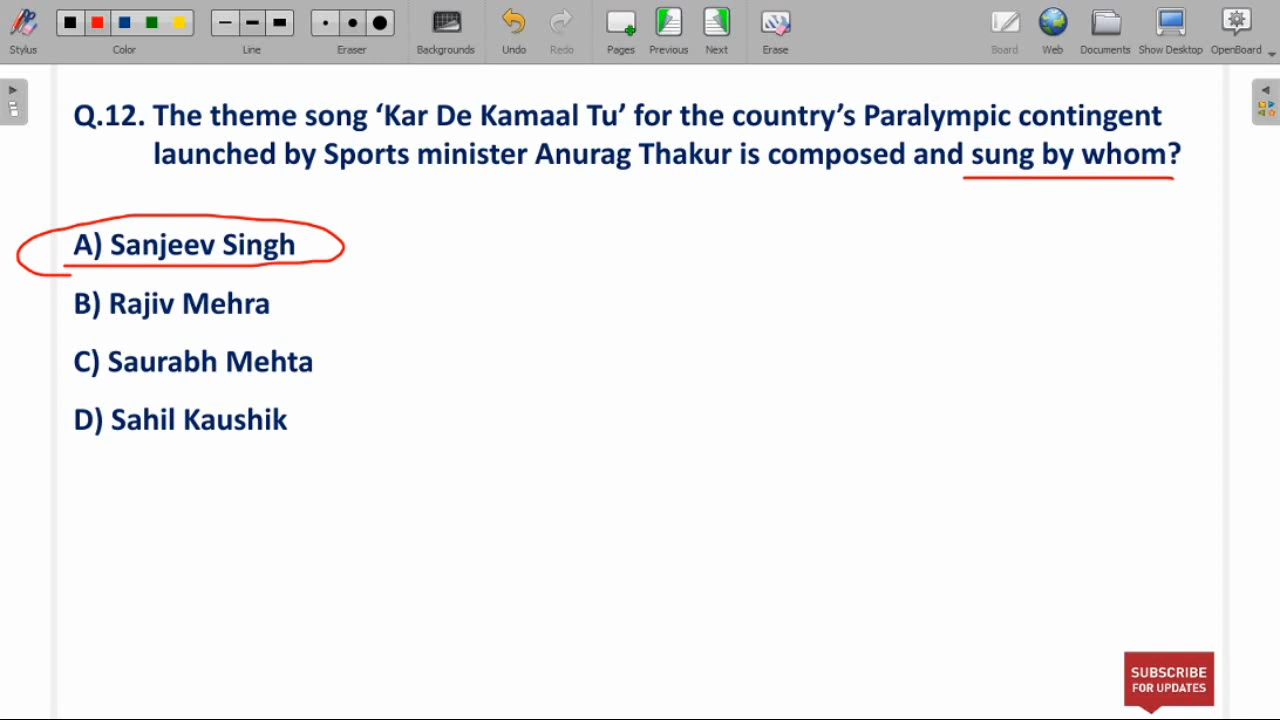 Stylus
Color
Line
Eraser
Backgrounds
Undo
Redo
Pages
Previous
Next
Erase
Board
Web
Documents
Show Desktop
OpenBoard
Q.12. The theme song ‘Kar De Kamaal Tu’ for the country’s Paralympic contingent
launched by Sports minister Anurag Thakur is composed and sung by whom?
A) Sanjeev Singh
B) Rajiv Mehra
C) Saurabh Mehta
D) Sahil Kaushik
SUBSCRIBE
FOR UPDATES